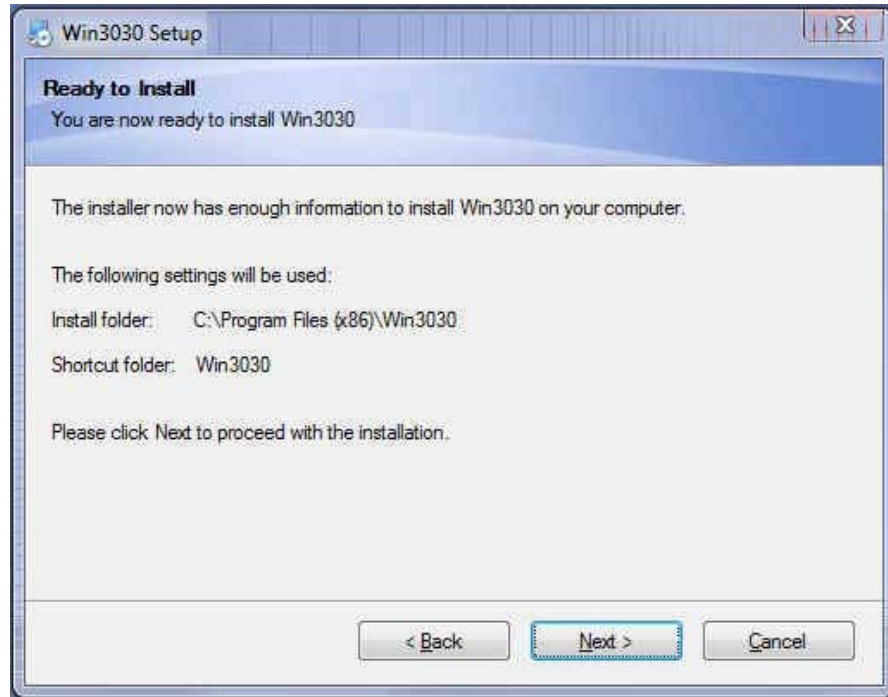 Win3030 Setup
Ready to Install
You are now ready to install Win3030
The installer now has enough information to install Win3030 on your computer.
The following settings will be used:
Install folder: C:\Program Files (x86)\Win3030
Shortcut folder: Win3030
Please click Next to proceed with the installation.
< Back Next > Cancel